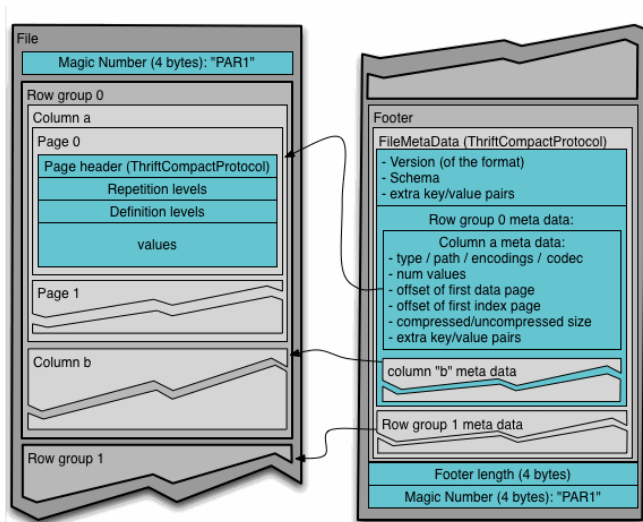 File
Magic Number (4 bytes): "PAR1"
Row group 0
Column a
Page 0
Page header (ThriftCompactProtocol)
Repetition levels
Definition levels
values
Page 1
Column b
Row group 1
Footer
FileMetaData (ThriftCompactProtocol)
- Version (of the format)
- Schema
- extra key/value pairs
Row group 0 meta data:
Column a meta data:
- type / path / encodings / codec
- num values
- offset of first data page
- offset of first index page
- compressed/uncompressed size
- extra key/value pairs
column "b" meta data
Row group 1 meta data
Footer length (4 bytes)
Magic Number (4 bytes): "PAR1"